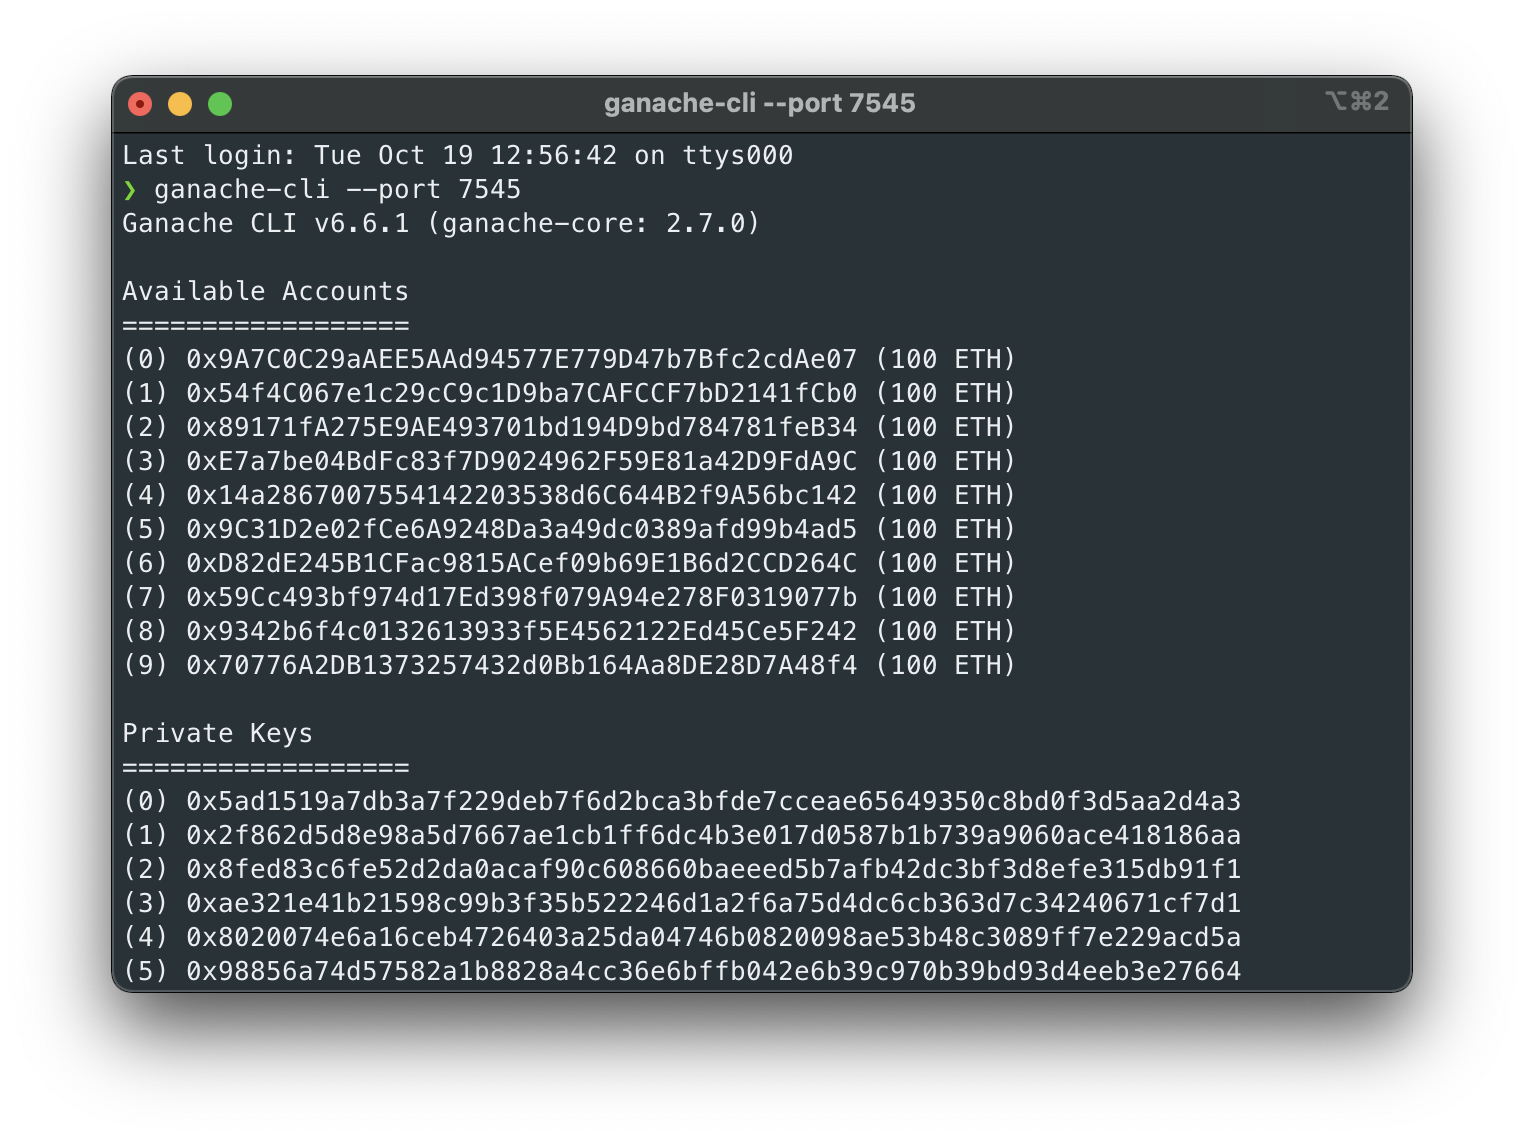 ganache-cli --port 7545
⌥⌘2
Last login: Tue Oct 19 12:56:42 on ttys000
❯ ganache-cli --port 7545
Ganache CLI v6.6.1 (ganache-core: 2.7.0)
Available Accounts
==================
(0) 0x9A7C0C29aAEE5AAd94577E779D47b7Bfc2cdAe07 (100 ETH)
(1) 0x54f4C067e1c29cC9c1D9ba7CAFCCF7bD2141fCb0 (100 ETH)
(2) 0x89171fA275E9AE493701bd194D9bd784781feB34 (100 ETH)
(3) 0xE7a7be04BdFc83f7D9024962F59E81a42D9FdA9C (100 ETH)
(4) 0x14a2867007554142203538d6C644B2f9A56bc142 (100 ETH)
(5) 0x9C31D2e02fCe6A9248Da3a49dc0389afd99b4ad5 (100 ETH)
(6) 0xD82dE245B1CFac9815ACef09b69E1B6d2CCD264C (100 ETH)
(7) 0x59Cc493bf974d17Ed398f079A94e278F0319077b (100 ETH)
(8) 0x9342b6f4c0132613933f5E4562122Ed45Ce5F242 (100 ETH)
(9) 0x70776A2DB1373257432d0Bb164Aa8DE28D7A48f4 (100 ETH)
Private Keys
==================
(0) 0x5ad1519a7db3a7f229deb7f6d2bca3bfde7cceae65649350c8bd0f3d5aa2d4a3
(1) 0x2f862d5d8e98a5d7667ae1cb1ff6dc4b3e017d0587b1b739a9060ace418186aa
(2) 0x8fed83c6fe52d2da0acaf90c608660baeeed5b7afb42dc3bf3d8efe315db91f1
(3) 0xae321e41b21598c99b3f35b522246d1a2f6a75d4dc6cb363d7c34240671cf7d1
(4) 0x8020074e6a16ceb4726403a25da04746b0820098ae53b48c3089ff7e229acd5a
(5) 0x98856a74d57582a1b8828a4cc36e6bffb042e6b39c970b39bd93d4eeb3e27664